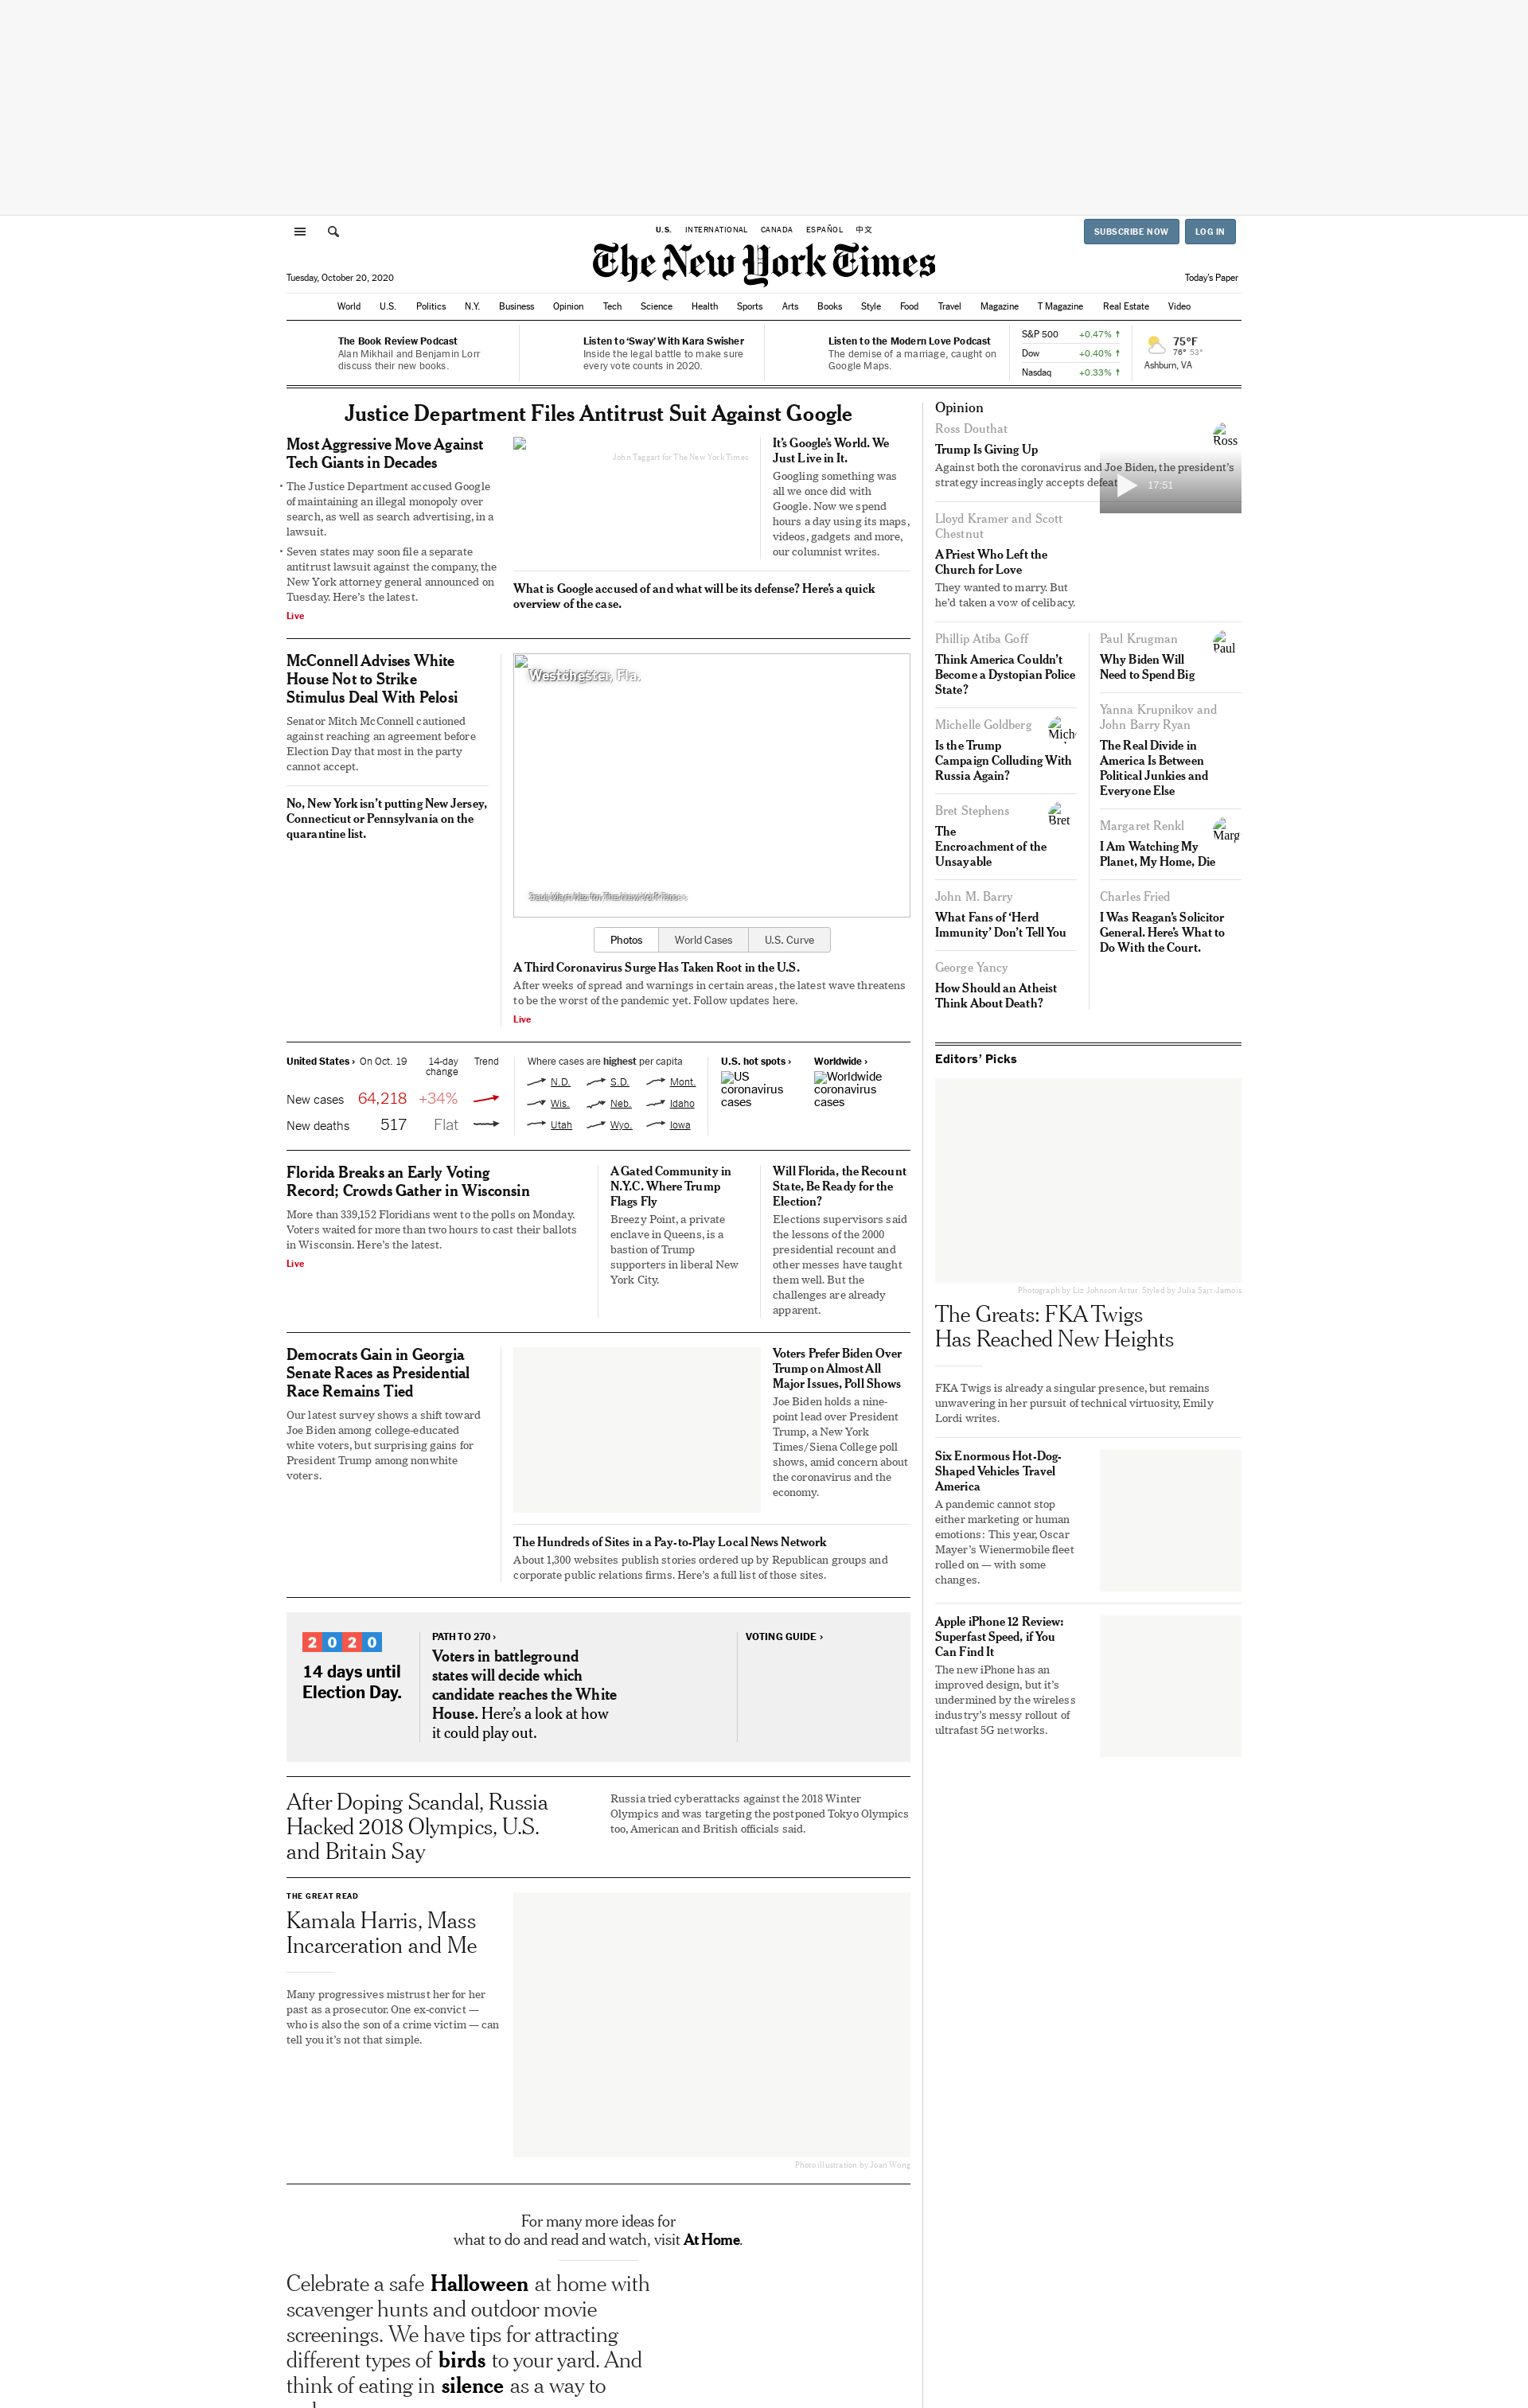 U.S. INTERNATIONAL CANADA ESPAÑOL 中文
SUBSCRIBE NOW LOG IN
The New York Times
Tuesday, October 20, 2020
Today's Paper
World U.S. Politics N.Y. Business Opinion Tech Science Health Sports Arts Books Style Food Travel Magazine T Magazine Real Estate Video
The Book Review Podcast
Alan Mikhail and Benjamin Lorr
discuss their new books.
Listen to ‘Sway’ With Kara Swisher
Inside the legal battle to make sure
every vote counts in 2020.
Listen to the Modern Love Podcast
The demise of a marriage, caught on
Google Maps.
S&P 500 +0.47% ↑
Dow +0.40% ↑
Nasdaq +0.33% ↑
75°F
76° 53°
Ashburn, VA
Justice Department Files Antitrust Suit Against Google
Most Aggressive Move Against
Tech Giants in Decades
• The Justice Department accused Google
of maintaining an illegal monopoly over
search, as well as search advertising, in a
lawsuit.
• Seven states may soon file a separate
antitrust lawsuit against the company, the
New York attorney general announced on
Tuesday. Here’s the latest.
Live
John Taggart for The New York Times
It’s Google’s World. We
Just Live in It.
Googling something was
all we once did with
Google. Now we spend
hours a day using its maps,
videos, gadgets and more,
our columnist writes.
What is Google accused of and what will be its defense? Here’s a quick
overview of the case.
McConnell Advises White
House Not to Strike
Stimulus Deal With Pelosi
Senator Mitch McConnell cautioned
against reaching an agreement before
Election Day that most in the party
cannot accept.
No, New York isn’t putting New Jersey,
Connecticut or Pennsylvania on the
quarantine list.
Westchester, Fla.
Photos World Cases U.S. Curve
A Third Coronavirus Surge Has Taken Root in the U.S.
After weeks of spread and warnings in certain areas, the latest wave threatens
to be the worst of the pandemic yet. Follow updates here.
Live
United States › On Oct. 19 14-day
change Trend
New cases 64,218 +34%
New deaths 517 Flat
Where cases are highest per capita
N.D. S.D. Mont.
Wis. Neb. Idaho
Utah Wyo. Iowa
U.S. hot spots ›
US
coronavirus
cases
Worldwide ›
Worldwide
coronavirus
cases
Florida Breaks an Early Voting
Record; Crowds Gather in Wisconsin
More than 339,152 Floridians went to the polls on Monday.
Voters waited for more than two hours to cast their ballots
in Wisconsin. Here’s the latest.
Live
A Gated Community in
N.Y.C. Where Trump
Flags Fly
Breezy Point, a private
enclave in Queens, is a
bastion of Trump
supporters in liberal New
York City.
Will Florida, the Recount
State, Be Ready for the
Election?
Elections supervisors said
the lessons of the 2000
presidential recount and
other messes have taught
them well. But the
challenges are already
apparent.
Democrats Gain in Georgia
Senate Races as Presidential
Race Remains Tied
Our latest survey shows a shift toward
Joe Biden among college-educated
white voters, but surprising gains for
President Trump among nonwhite
voters.
Voters Prefer Biden Over
Trump on Almost All
Major Issues, Poll Shows
Joe Biden holds a nine-
point lead over President
Trump, a New York
Times/Siena College poll
shows, amid concern about
the coronavirus and the
economy.
The Hundreds of Sites in a Pay-to-Play Local News Network
About 1,300 websites publish stories ordered up by Republican groups and
corporate public relations firms. Here’s a full list of those sites.
2020
14 days until
Election Day.
PATH TO 270 ›
Voters in battleground
states will decide which
candidate reaches the White
House. Here’s a look at how
it could play out.
VOTING GUIDE ›
After Doping Scandal, Russia
Hacked 2018 Olympics, U.S.
and Britain Say
Russia tried cyberattacks against the 2018 Winter
Olympics and was targeting the postponed Tokyo Olympics
too, American and British officials said.
THE GREAT READ
Kamala Harris, Mass
Incarceration and Me
Many progressives mistrust her for her
past as a prosecutor. One ex-convict —
who is also the son of a crime victim — can
tell you it’s not that simple.
Photo illustration by Joan Wong
For many more ideas for
what to do and read and watch, visit At Home.
Celebrate a safe Halloween at home with
scavenger hunts and outdoor movie
screenings. We have tips for attracting
different types of birds to your yard. And
think of eating in silence as a way to
Opinion
Ross Douthat
Ross
Trump Is Giving Up
Against both the coronavirus and Joe Biden, the president’s
strategy increasingly accepts defeat
17:51
Lloyd Kramer and Scott
Chestnut
A Priest Who Left the
Church for Love
They wanted to marry. But
he’d taken a vow of celibacy.
Phillip Atiba Goff
Think America Couldn’t
Become a Dystopian Police
State?
Michelle Goldberg
Is the Trump
Campaign Colluding With
Russia Again?
Bret Stephens
Bret
The
Encroachment of the
Unsayable
John M. Barry
What Fans of ‘Herd
Immunity’ Don’t Tell You
George Yancy
How Should an Atheist
Think About Death?
Paul Krugman
Paul
Why Biden Will
Need to Spend Big
Yanna Krupnikov and
John Barry Ryan
The Real Divide in
America Is Between
Political Junkies and
Everyone Else
Margaret Renkl
I Am Watching My
Planet, My Home, Die
Charles Fried
I Was Reagan’s Solicitor
General. Here’s What to
Do With the Court.
Editors’ Picks
Photograph by Liz Johnson Artur. Styled by Julia Sarr-Jamois
The Greats: FKA Twigs
Has Reached New Heights
FKA Twigs is already a singular presence, but remains
unwavering in her pursuit of technical virtuosity, Emily
Lordi writes.
Six Enormous Hot-Dog-
Shaped Vehicles Travel
America
A pandemic cannot stop
either marketing or human
emotions: This year, Oscar
Mayer’s Wienermobile fleet
rolled on — with some
changes.
Apple iPhone 12 Review:
Superfast Speed, if You
Can Find It
The new iPhone has an
improved design, but it’s
undermined by the wireless
industry’s messy rollout of
ultrafast 5G networks.